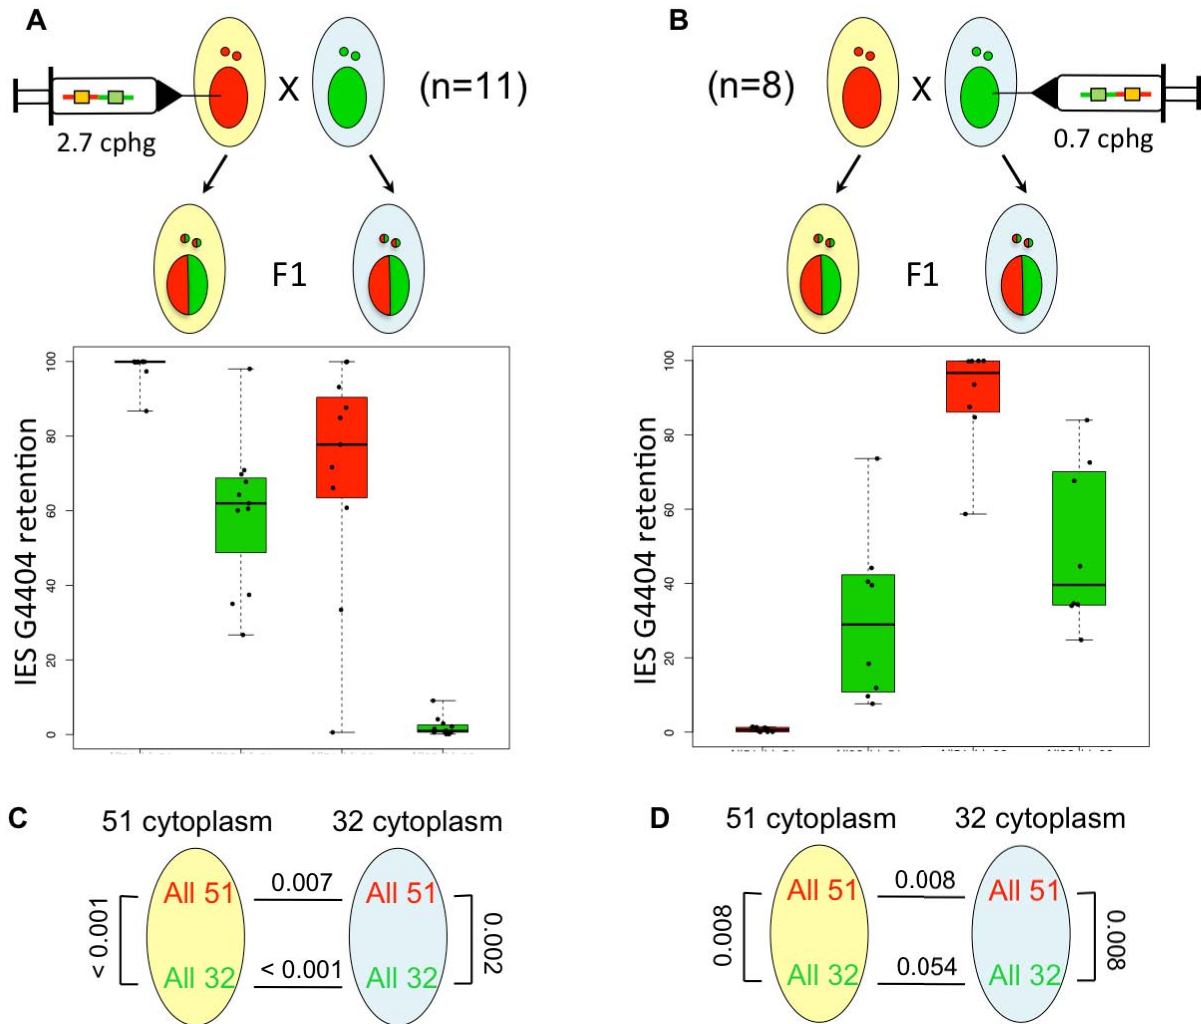 A
B
X
(n=11)
2.7 cphg
(n=8)
X
0.7 cphg
F1
F1
IES G4404 retention
100
80
60
40
20
0
IES G4404 retention
100
80
60
40
20
0
C
51 cytoplasm
32 cytoplasm
< 0.001
All 51
0.007
All 51
0.002
All 32
< 0.001
All 32
D
51 cytoplasm
32 cytoplasm
0.008
All 51
0.008
All 51
0.008
All 32
0.054
All 32